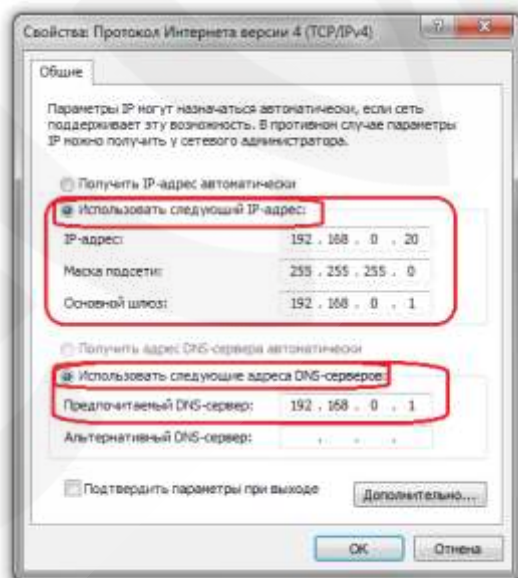 Свойства: Протокол Интернета версии 4 (TCP/IPv4)
Общие
Параметры IP могут назначаться автоматически, если сеть
поддерживает эту возможность. В противном случае параметры
IP можно получить у сетевого администратора.
Получить IP-адрес автоматически
Использовать следующий IP-адрес:
IP-адрес: 192 . 168 . 0 . 20
Маска подсети: 255 . 255 . 255 . 0
Основной шлюз: 192 . 168 . 0 . 1
Получить адрес DNS-сервера автоматически
Использовать следующие адреса DNS-серверов:
Предпочитаемый DNS-сервер: 192 . 168 . 0 . 1
Альтернативный DNS-сервер: . . .
Подтвердить параметры при выходе
Дополнительно...
ОК Отмена